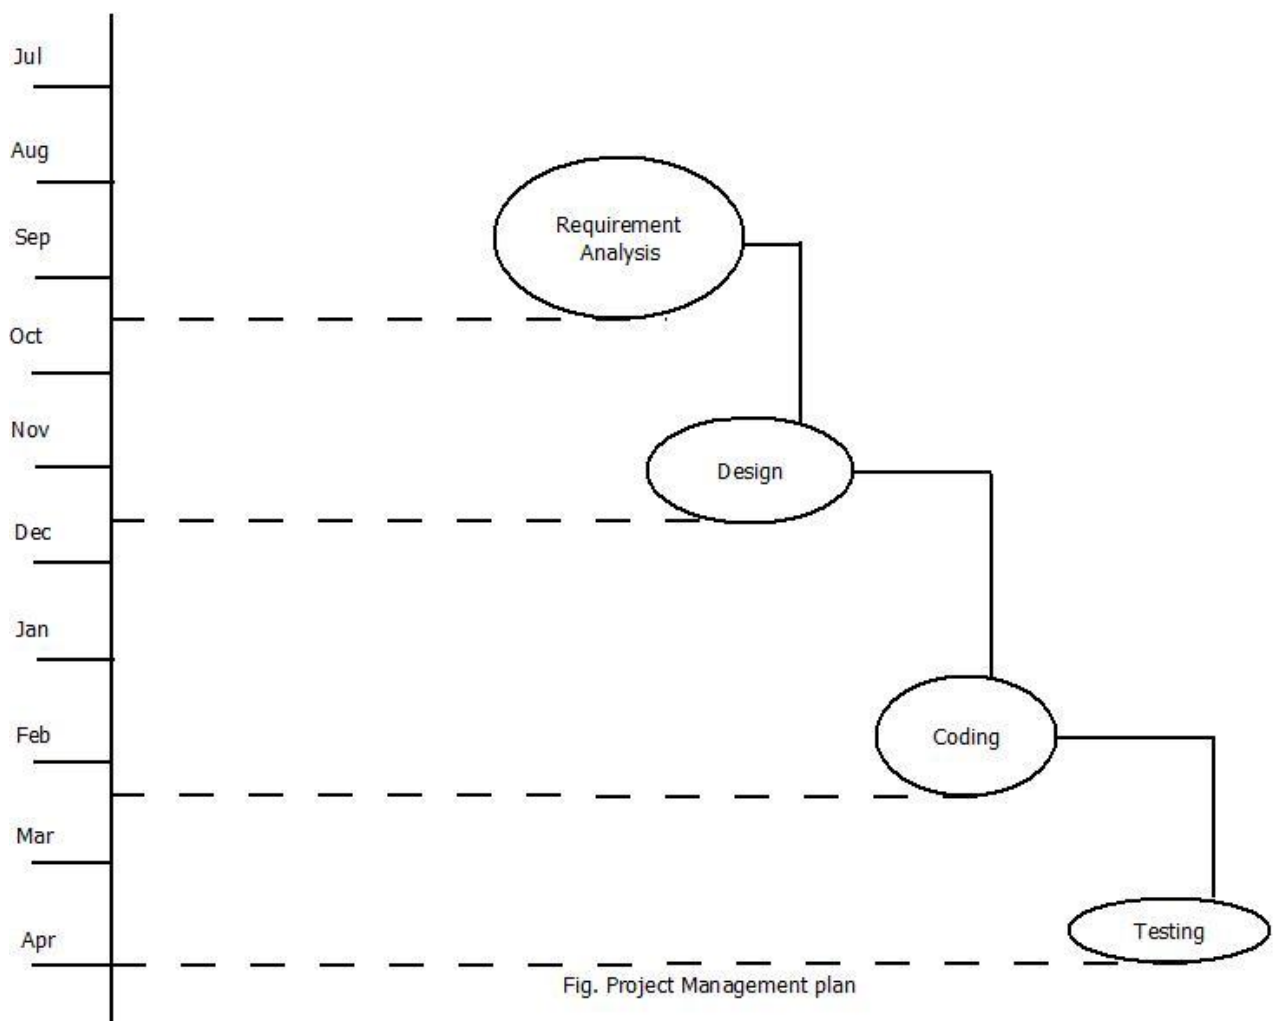 Jul
Aug
Requirement
Analysis
Sep
Oct
Nov
Design
Dec
Jan
Feb
Coding
Mar
Apr
Testing
Fig. Project Management plan